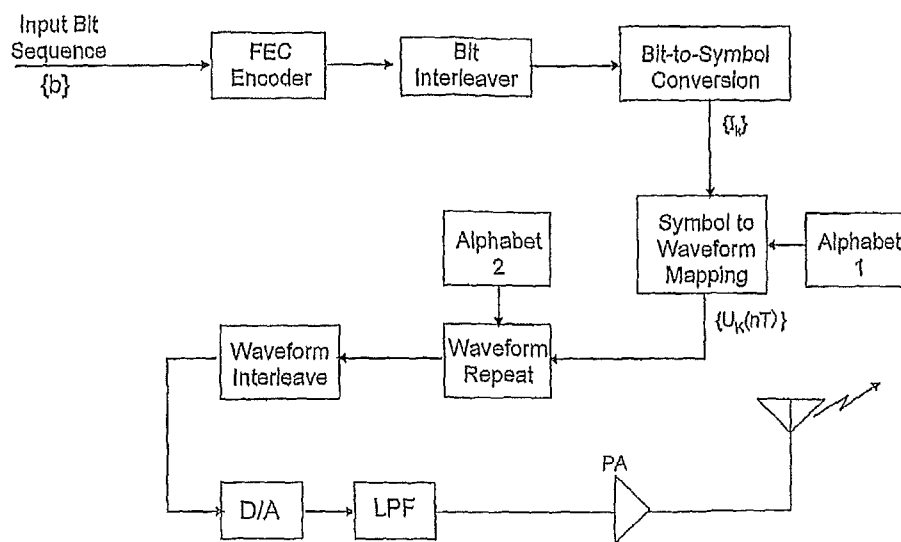 Input Bit
Sequence
{b}
FEC
Encoder
Bit
Interleaver
Bit-to-Symbol
Conversion
{I_k}
Symbol to
Waveform
Mapping
Alphabet
1
Alphabet
2
{U_K(nT)}
Waveform
Interleave
Waveform
Repeat
PA
D/A
LPF